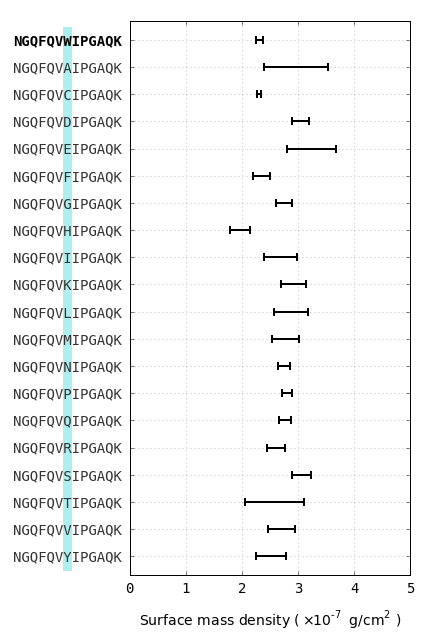 NGQFQVWIPGAQK
NGQFQVAIPGAQK
NGQFQVCIPGAQK
NGQFQVDIPGAQK
NGQFQVEIPGAQK
NGQFQVFIPGAQK
NGQFQVGIPGAQK
NGQFQVHIPGAQK
NGQFQVIIPGAQK
NGQFQVKIPGAQK
NGQFQVLIPGAQK
NGQFQVMIPGAQK
NGQFQVNIPGAQK
NGQFQVPIPGAQK
NGQFQVQIPGAQK
NGQFQVRIPGAQK
NGQFQVSIPGAQK
NGQFQVTIPGAQK
NGQFQVVIPGAQK
NGQFQVYIPGAQK
0 1 2 3 4 5
Surface mass density ( ×10⁻⁷ g/cm² )